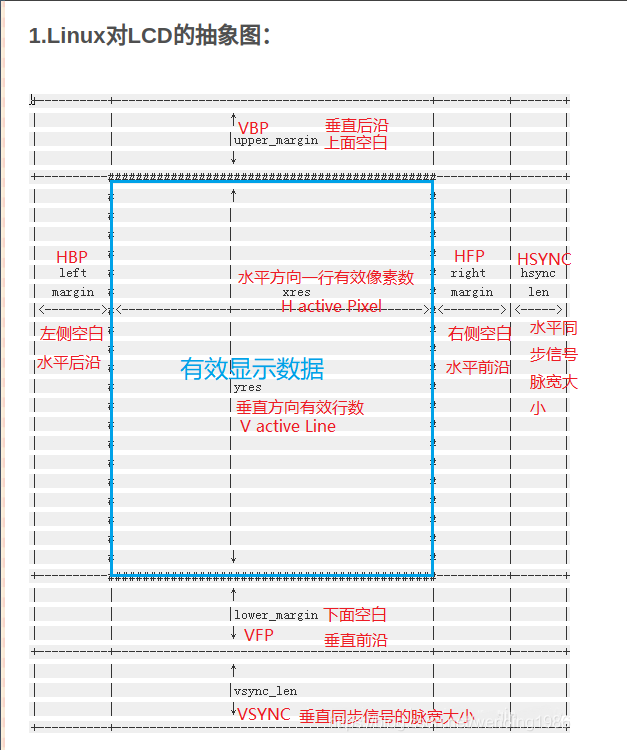 1.Linux对LCD的抽象图：
VBP 垂直后沿
upper_margin 上面空白
HBP
left
margin
左侧空白
水平后沿
水平方向一行有效像素数
xres
H active Pixel
HFP
right
margin
右侧空白
水平前沿
HSYNC
hsync
len
水平同
步信号
脉宽大
小
有效显示数据
yres
垂直方向有效行数
V active Line
lower_margin 下面空白
VFP 垂直前沿
vsync_len
VSYNC 垂直同步信号的脉宽大小